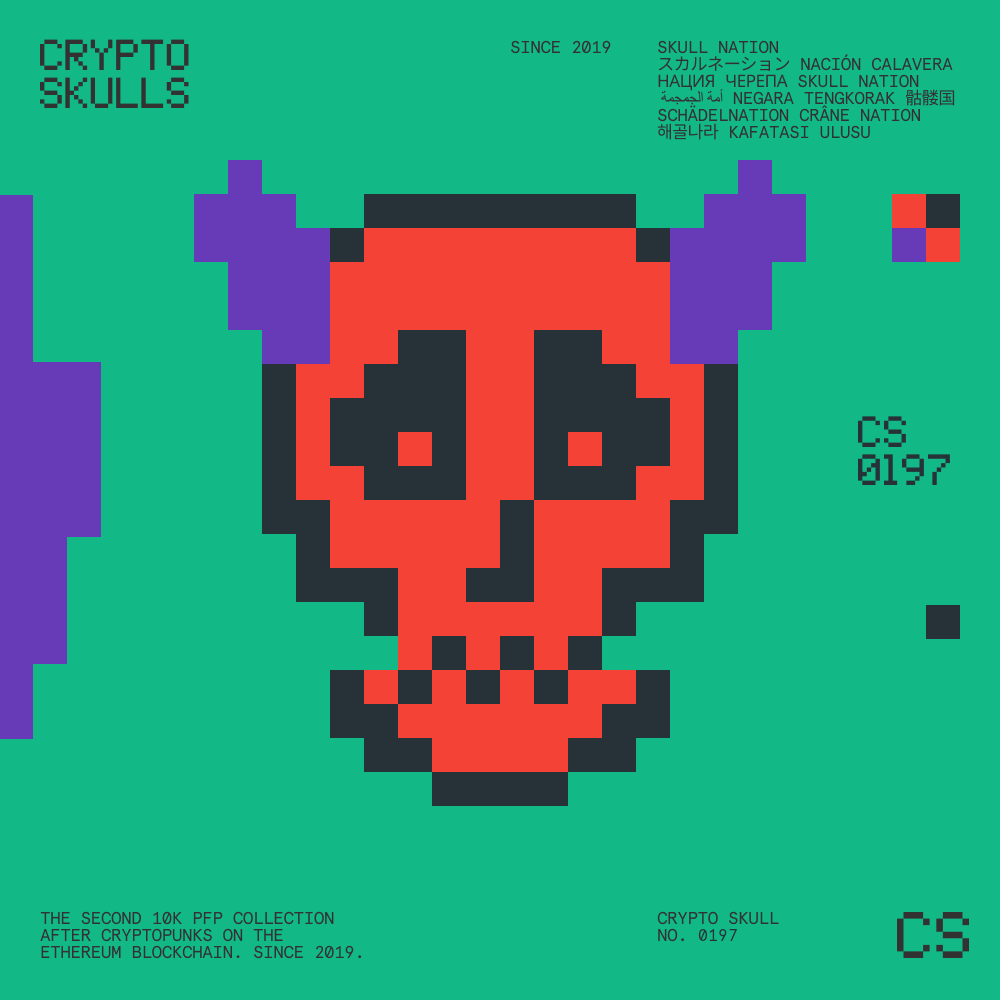 CRYPTO
SKULLS
SINCE 2019
SKULL NATION
スカルネーション NACIÓN CALAVERA
НАЦИЯ ЧЕРЕПА SKULL NATION
أمة الجمجمة NEGARA TENGKORAK 骷髅国
SCHÄDELNATION CRÂNE NATION
해골나라 KAFATASI ULUSU
CS
0197
THE SECOND 10K PFP COLLECTION
AFTER CRYPTOPUNKS ON THE
ETHEREUM BLOCKCHAIN. SINCE 2019.
CRYPTO SKULL
NO. 0197
CS